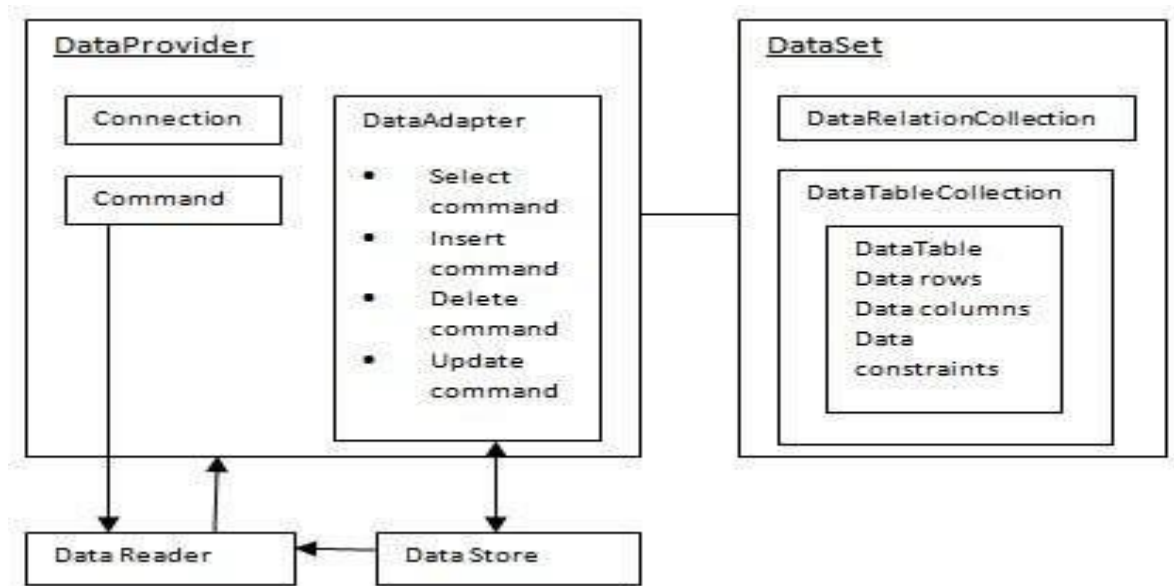 DataProvider
Connection
Command
DataAdapter
• Select
command
• Insert
command
• Delete
command
• Update
command
DataSet
DataRelationCollection
DataTableCollection
DataTable
Data rows
Data columns
Data
constraints
Data Reader
Data Store